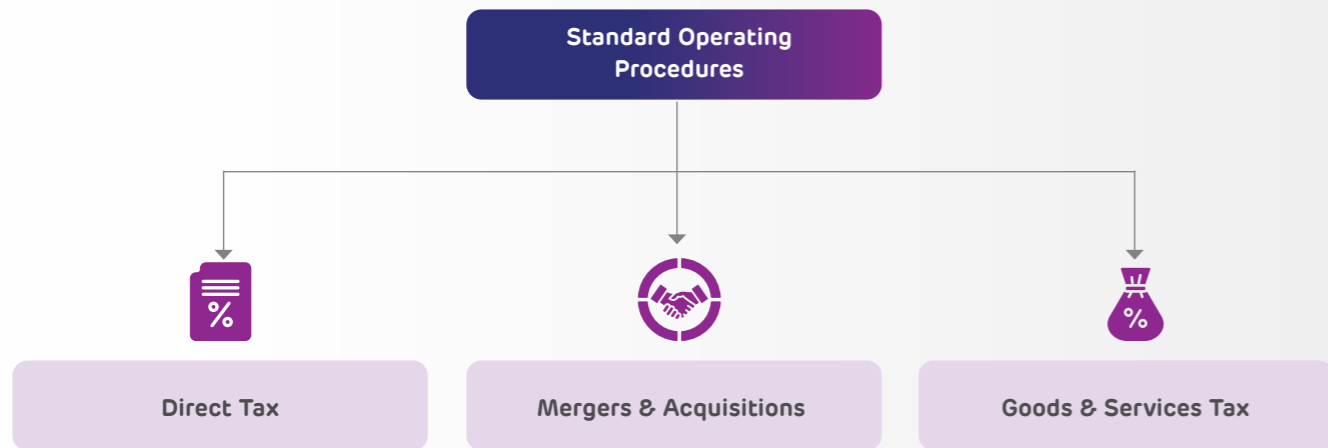 Standard Operating
Procedures
%
%
Direct Tax
Mergers & Acquisitions
Goods & Services Tax